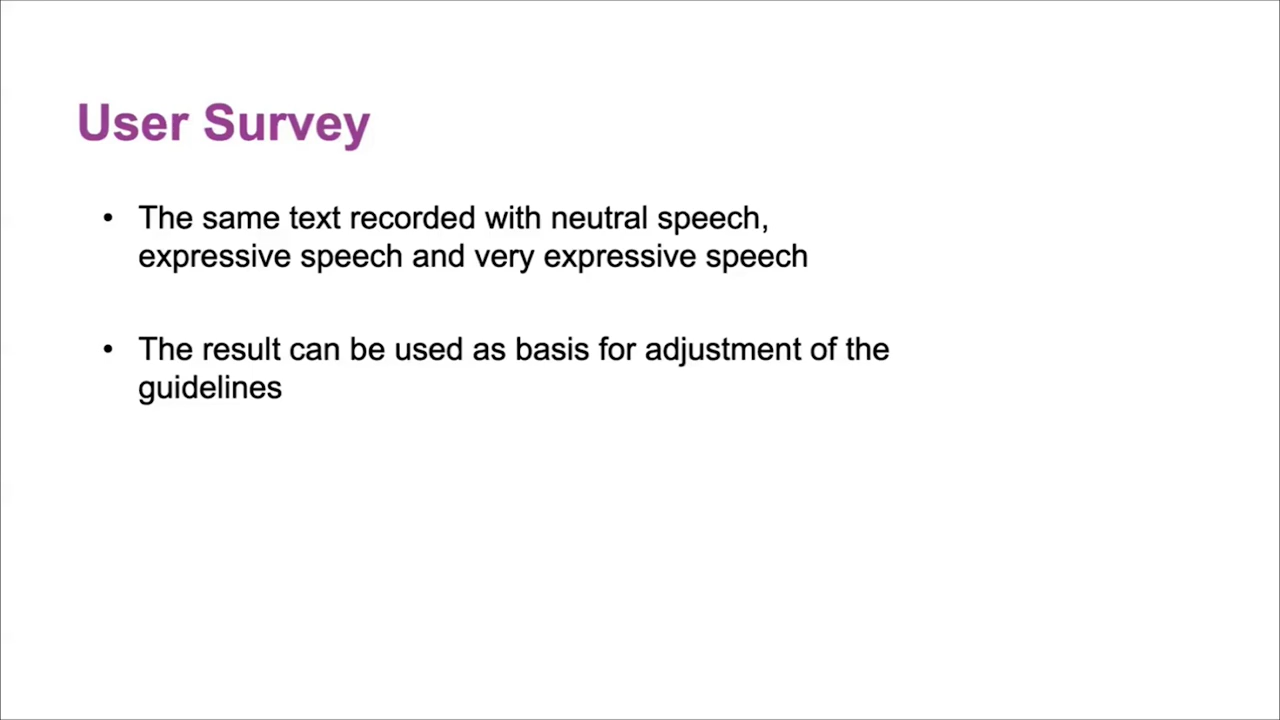 User Survey
• The same text recorded with neutral speech,
expressive speech and very expressive speech
• The result can be used as basis for adjustment of the
guidelines